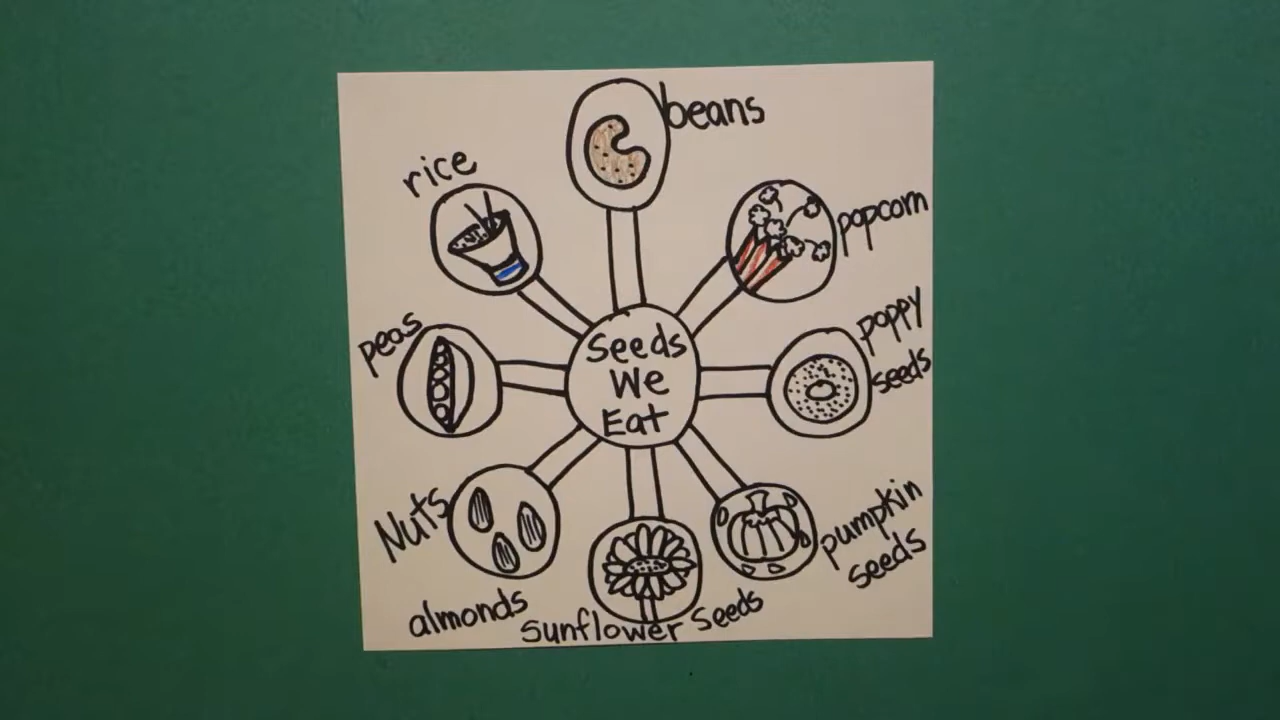 beans
rice
popcorn
peas
poppy
seeds
Seeds
We
Eat
Nuts
almonds
sunflower seeds
pumpkin
seeds